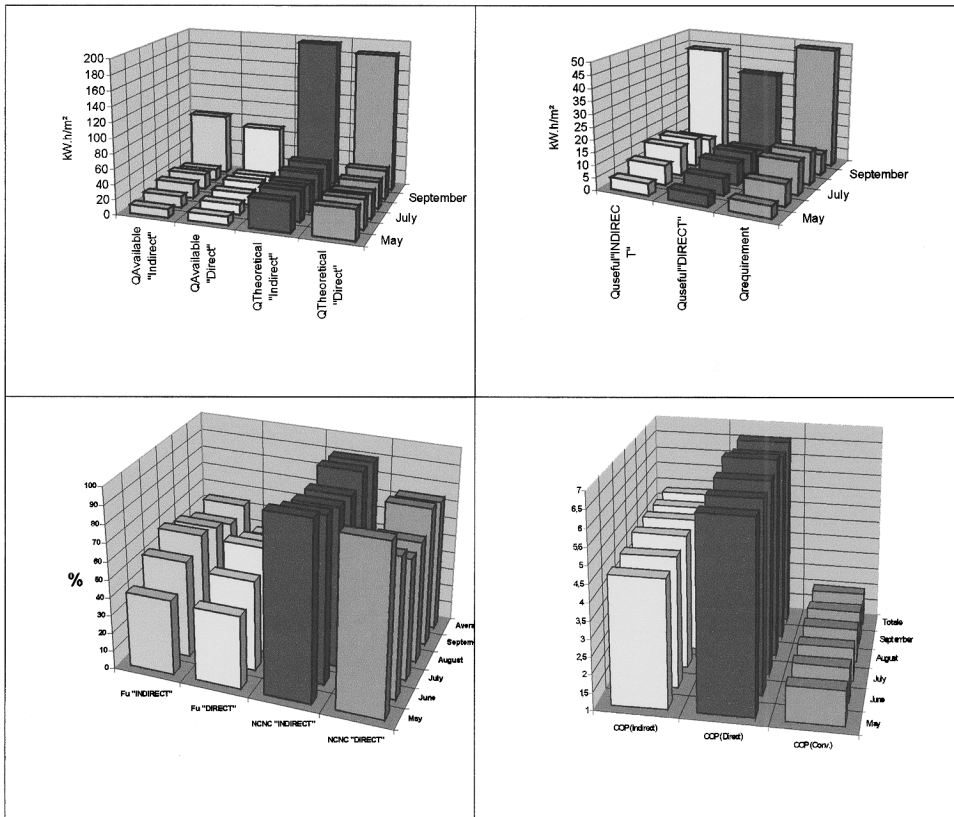 200
180
160
140
120
100
80
60
40
20
0
kW.h/m²
September
July
May
QAvailable "Indirect"
QAvailable "Direct"
QTheoretical "Indirect"
QTheoretical "Direct"
50
45
40
35
30
25
20
15
10
5
0
kW.h/m²
September
July
May
Quseful"INDIREC
T"
Quseful"DIRECT"
Qrequirement
100
90
80
70
60
50
40
30
20
10
0
%
Avera
Septem
August
July
June
May
Fu "INDIRECT"
Fu "DIRECT"
NCNC "INDIRECT"
NCNC "DIRECT"
7
6,5
6
5,5
5
4,5
4
3,5
3
2,5
2
1,5
1
Totale
September
August
July
June
May
COP(Indirect)
COP(Direct)
COP(Conv.)